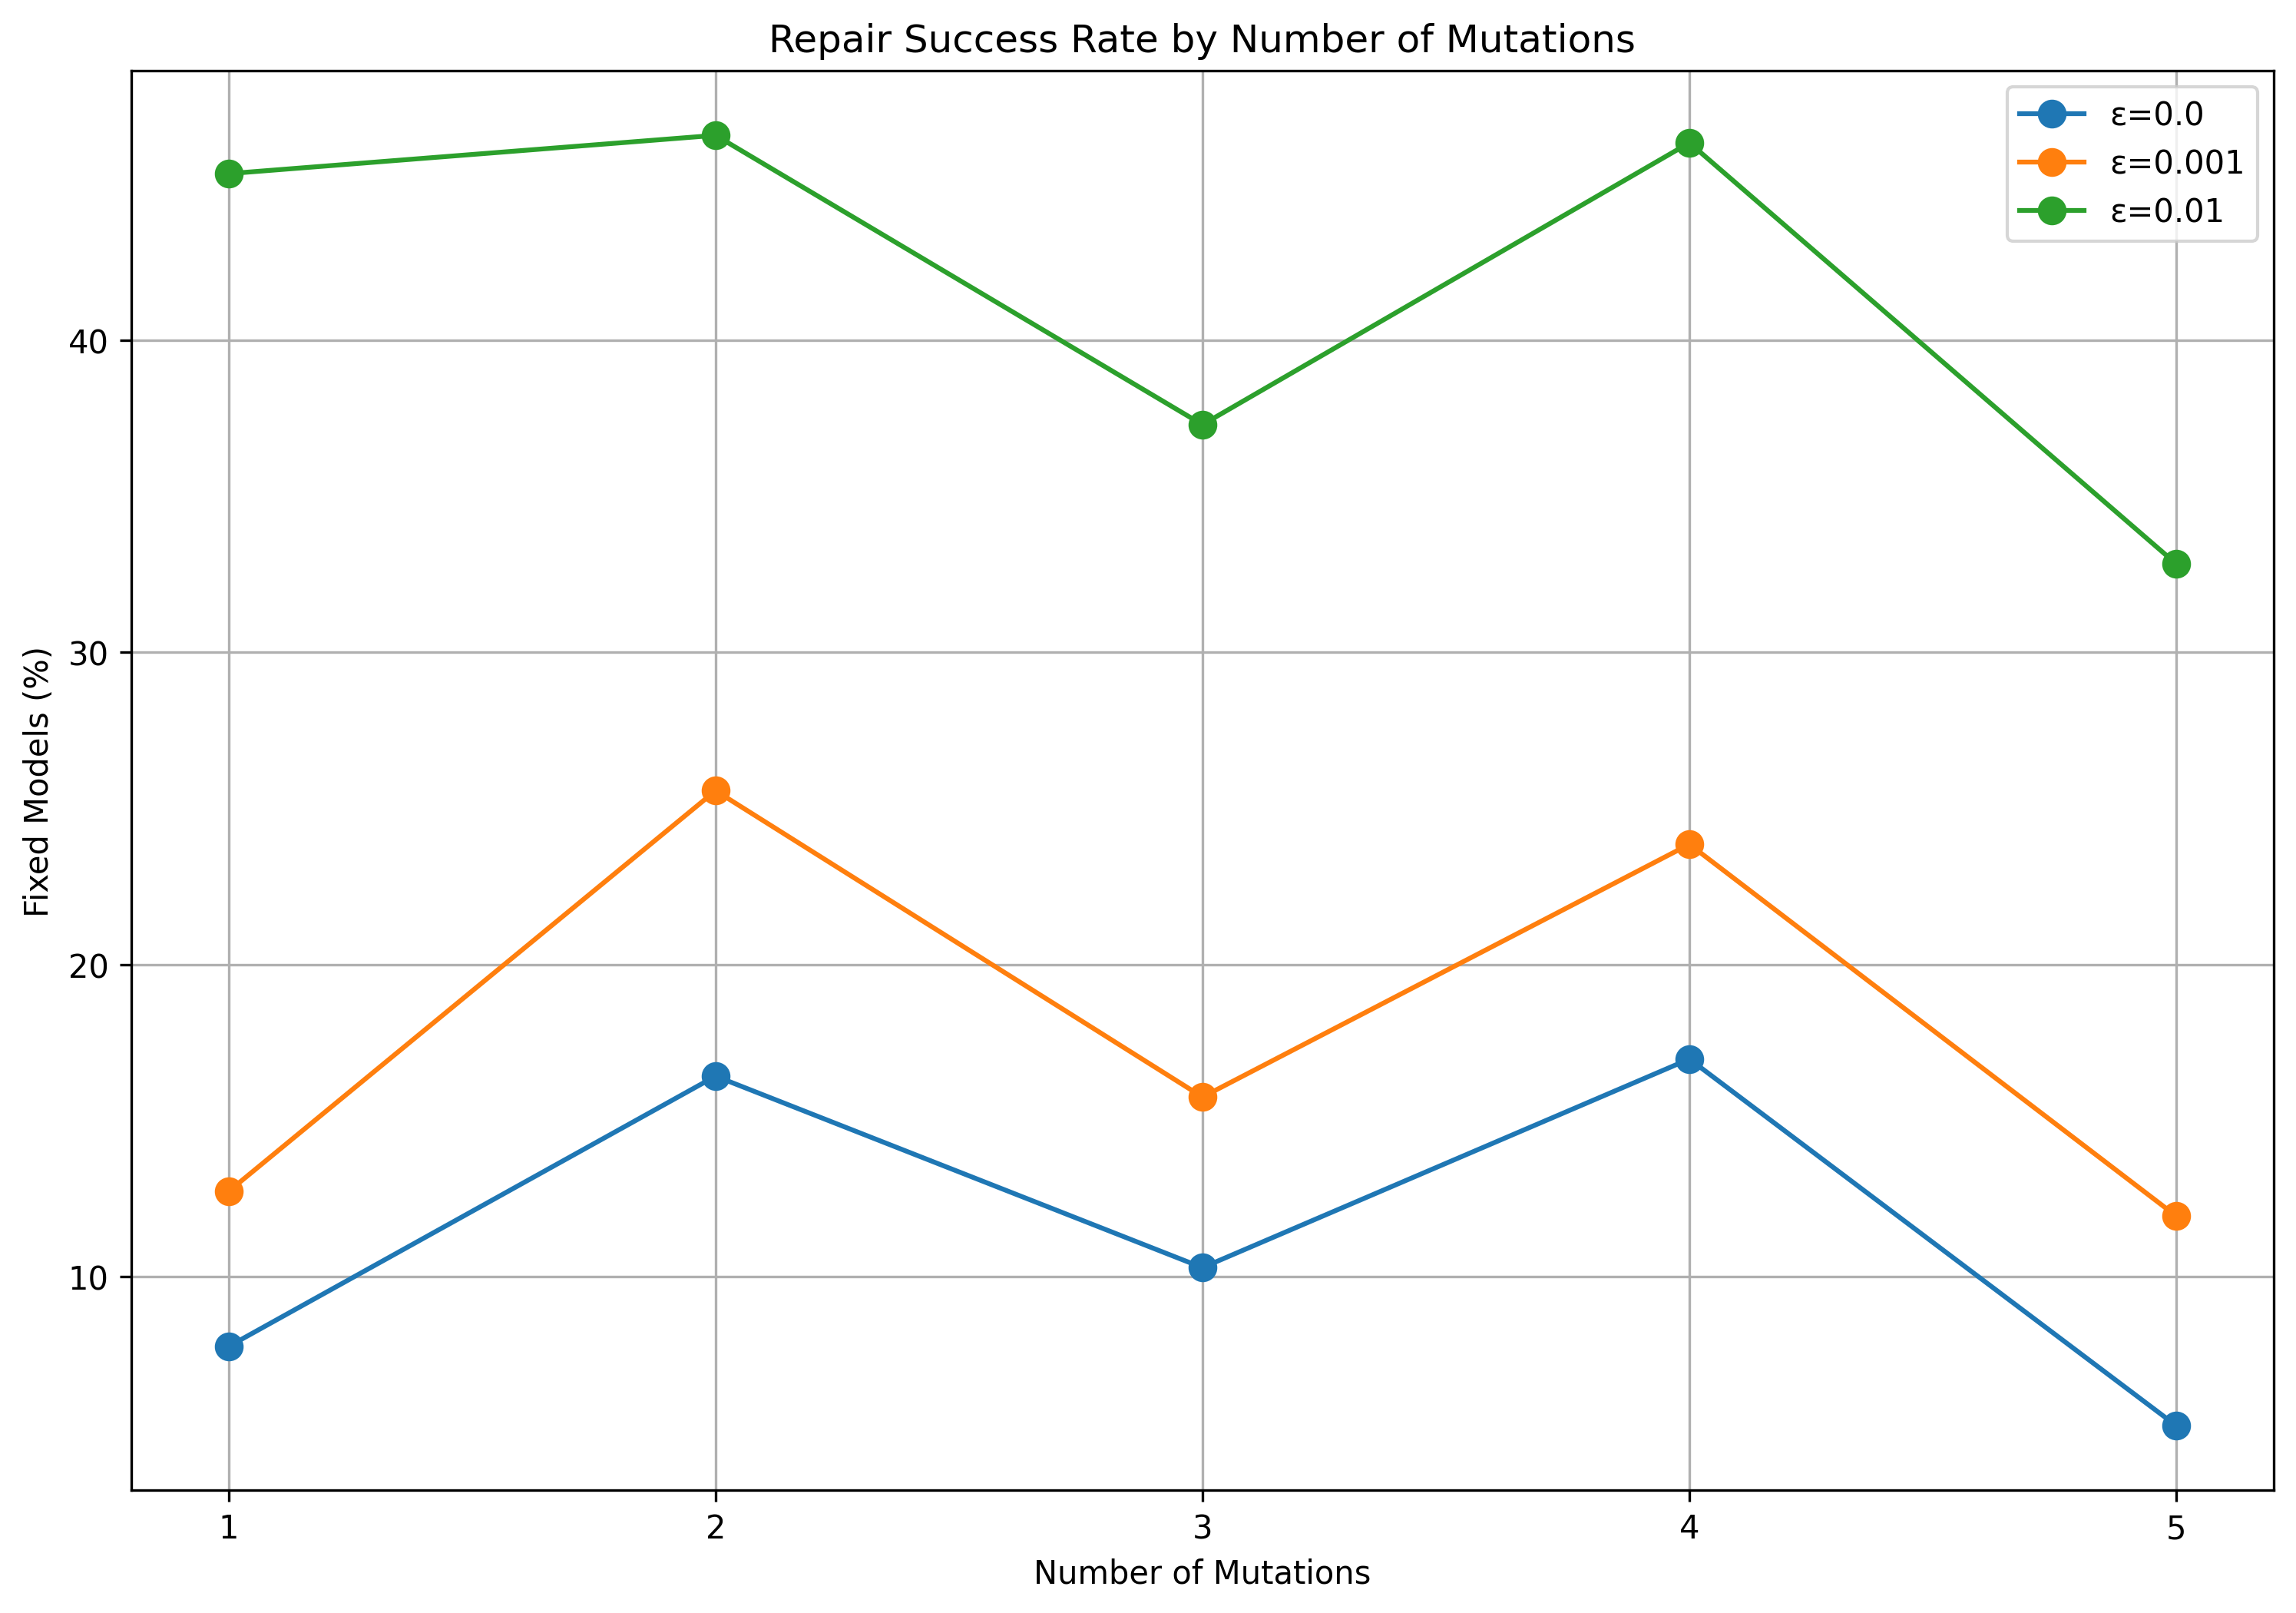 Repair Success Rate by Number of Mutations
ε=0.0
ε=0.001
ε=0.01
Fixed Models (%)
40
30
20
10
1 2 3 4 5
Number of Mutations